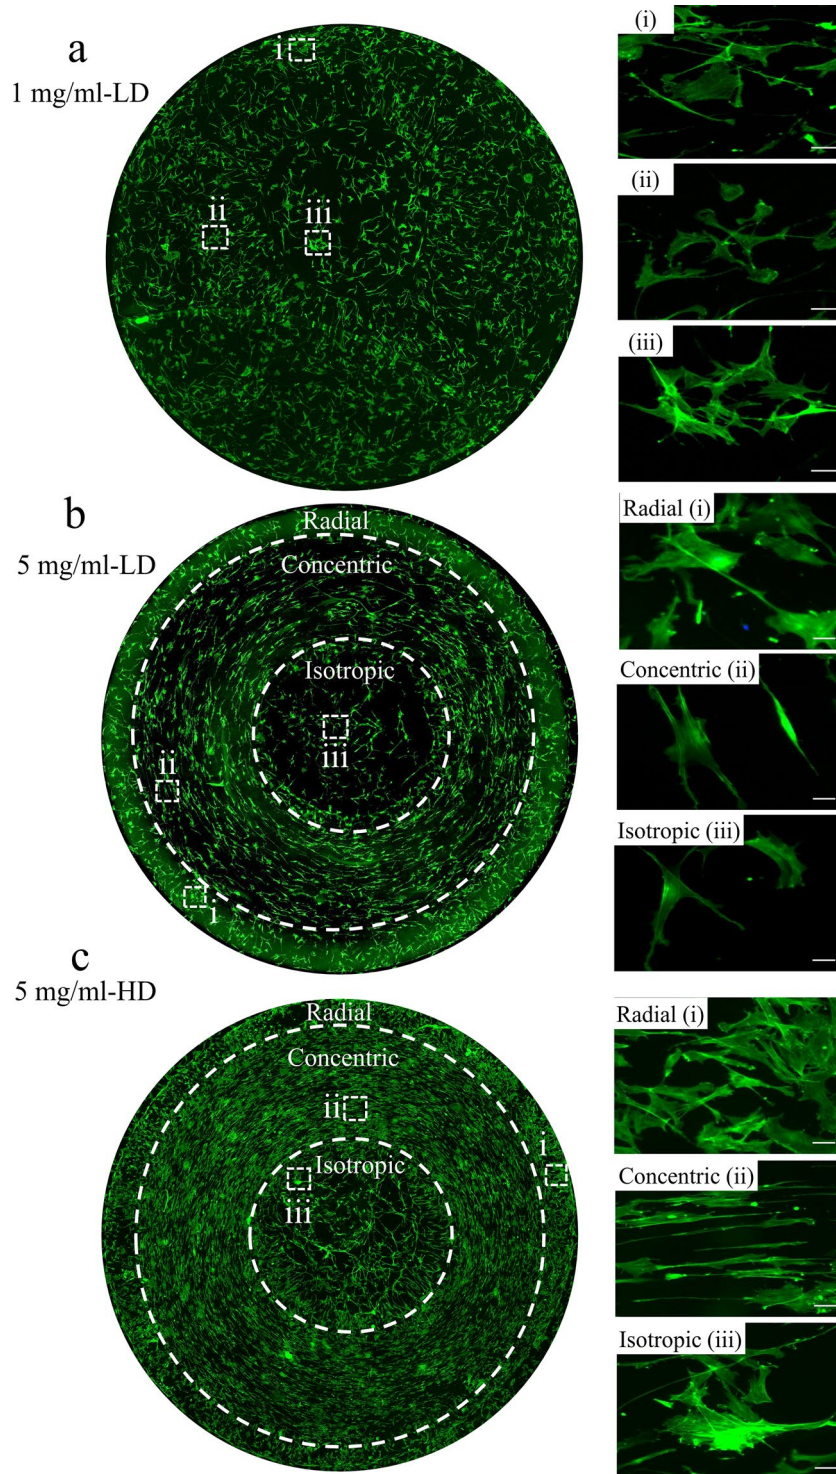 a
1 mg/ml-LD
i
ii
iii
(i)
(ii)
(iii)
b
5 mg/ml-LD
Radial
Concentric
Isotropic
iii
ii
i
Radial (i)
Concentric (ii)
Isotropic (iii)
c
5 mg/ml-HD
Radial
Concentric
ii
Isotropic
i
iii
Radial (i)
Concentric (ii)
Isotropic (iii)